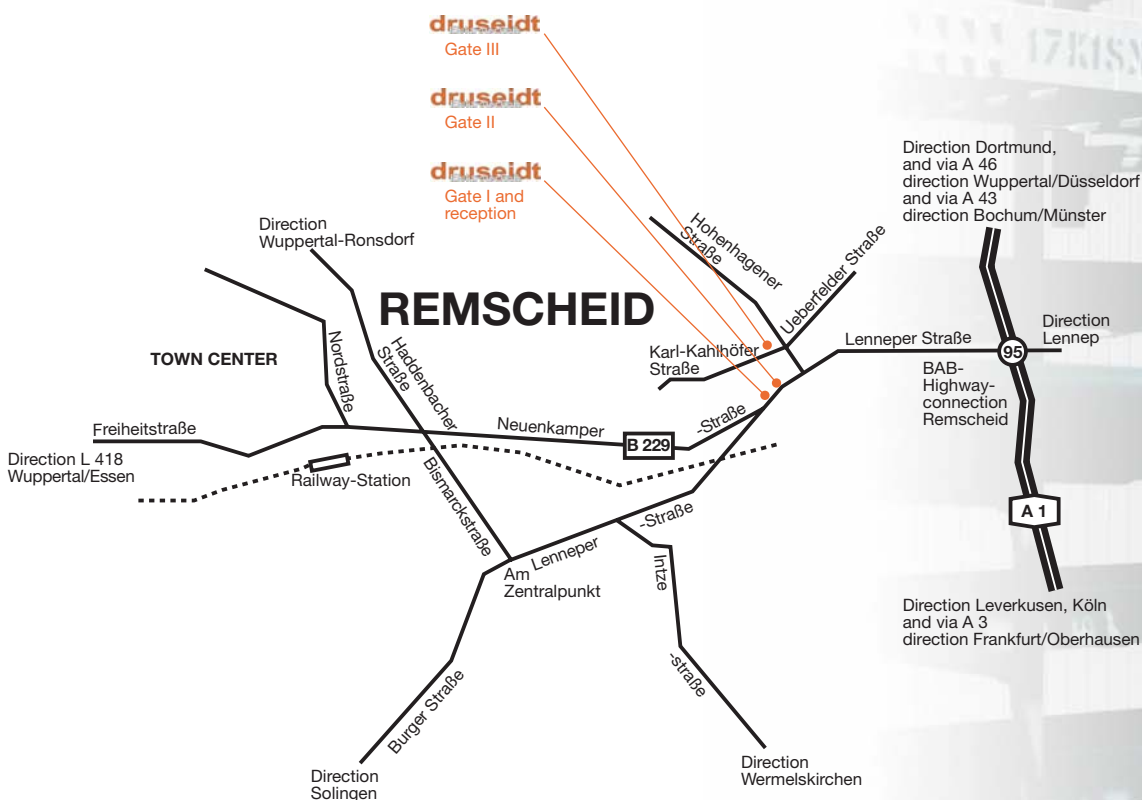 druseidt
Gate III
druseidt
Gate II
druseidt
Gate I and
reception
Direction Dortmund,
and via A 46
direction Wuppertal/Düsseldorf
and via A 43
direction Bochum/Münster
Direction
Wuppertal-Ronsdorf
Hohenhagener
Straße
Ueberfelder Straße
REMSCHEID
TOWN CENTER
Nordstraße
Haddenbacher
Straße
Karl-Kahlhöfer
Straße
Lenneper Straße
95
Direction
Lennep
BAB-
Highway-
connection
Remscheid
Freiheitstraße
Neuenkamper
B 229
-Straße
Direction L 418
Wuppertal/Essen
Railway-Station
Bismarckstraße
A 1
Lenneper
-Straße
Am
Zentralpunkt
Intze
-straße
Direction Leverkusen, Köln
and via A 3
direction Frankfurt/Oberhausen
Burger Straße
Direction
Solingen
Direction
Wermelskirchen